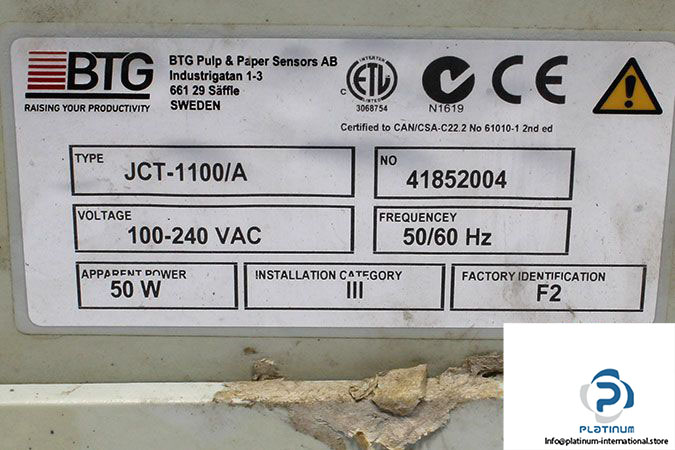 BTG
RAISING YOUR PRODUCTIVITY
BTG Pulp & Paper Sensors AB
Industrigatan 1-3
661 29 Säffle
SWEDEN
INTERTEK
ETL
C
3068754
N1619
CE
Certified to CAN/CSA-C22.2 No 61010-1 2nd ed
TYPE
JCT-1100/A
NO
41852004
VOLTAGE
100-240 VAC
FREQUENCEY
50/60 Hz
APPARENT POWER
50 W
INSTALLATION CATEGORY
III
FACTORY IDENTIFICATION
F2
PLATINUM
Info@platinum-international.store